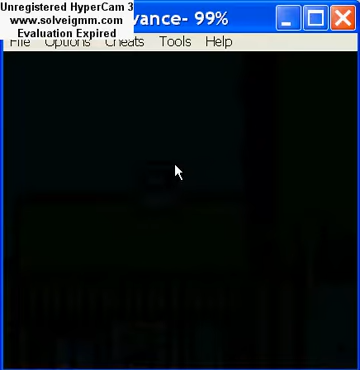 Unregistered HyperCam 3
www.solveigmm.com
Evaluation Expired
vance- 99%
File Options Cheats Tools Help